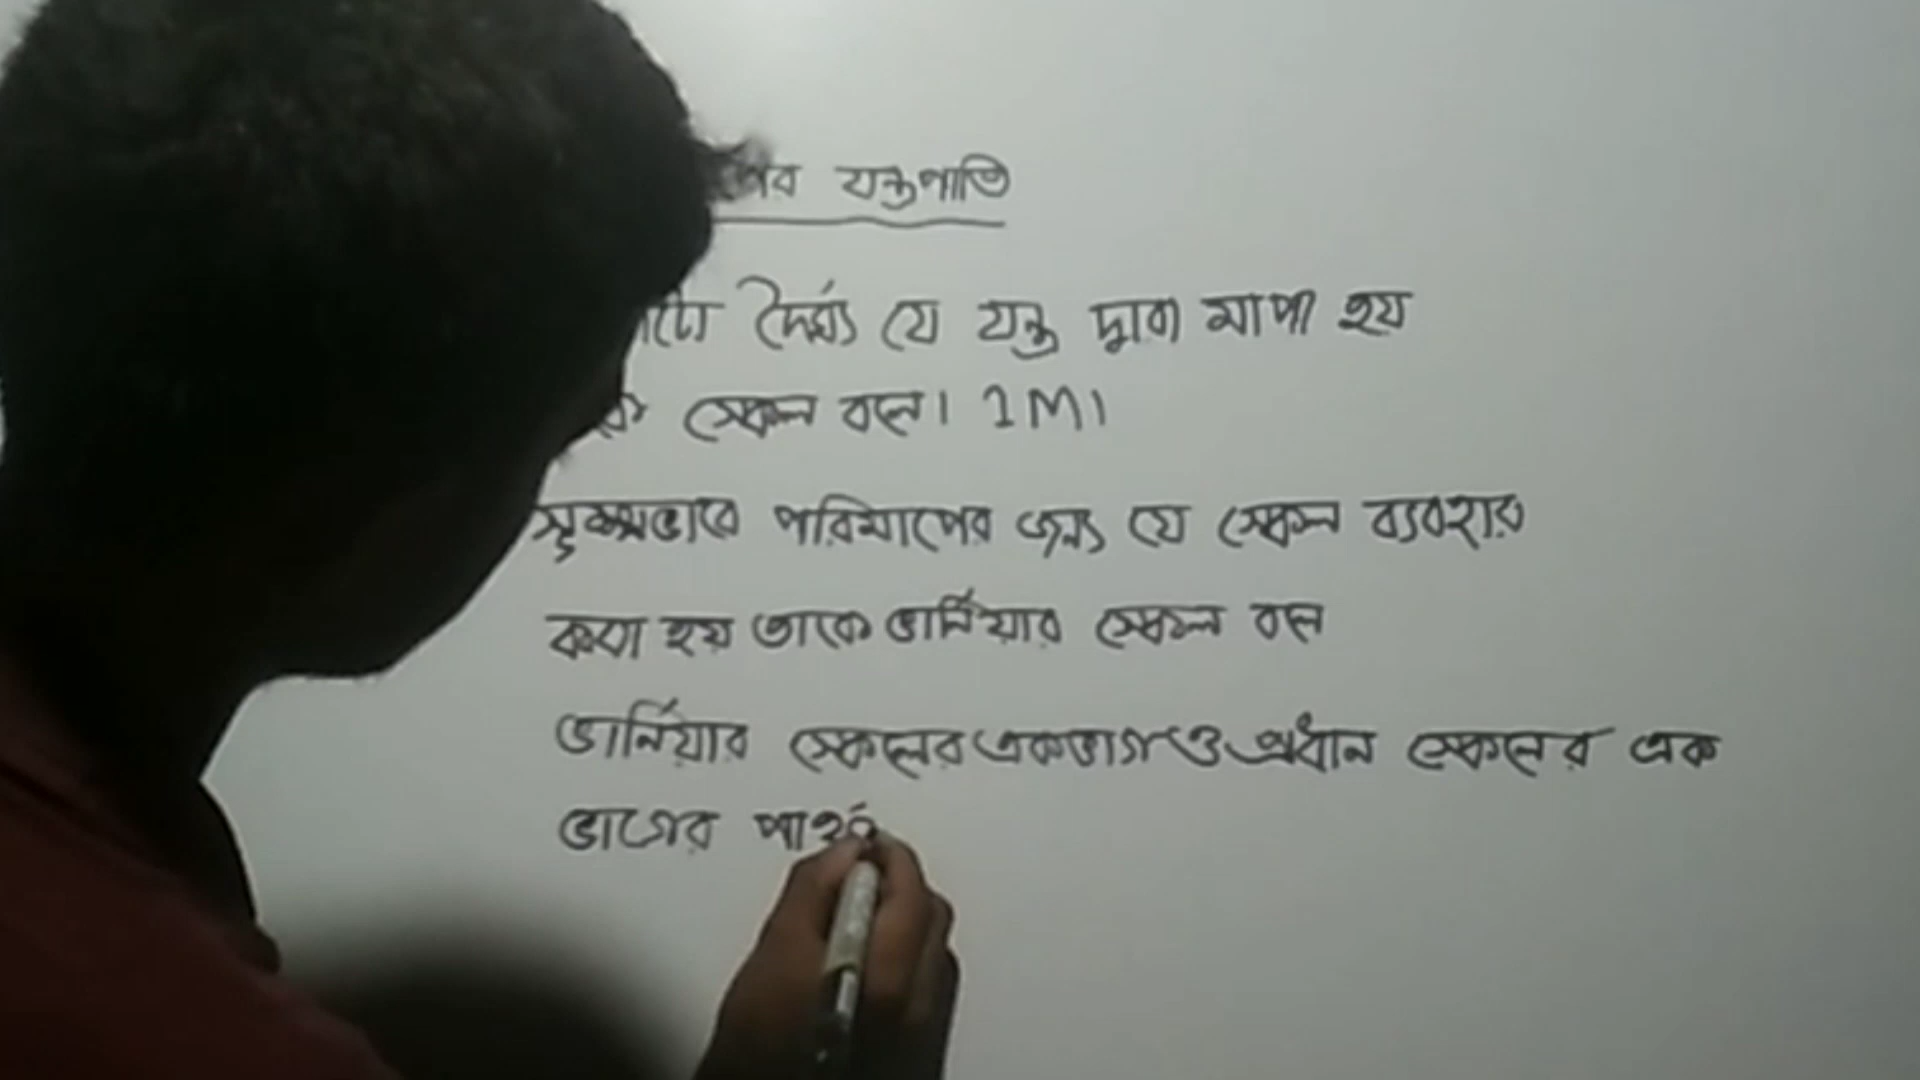 যন্ত্রপাতি
দৈর্ঘ্য যে যন্ত্র দ্বারা মাপা হয়
স্কেল বলে। 1M।
সূক্ষ্মভাবে পরিমাপের জন্য যে স্কেল ব্যবহার
করা হয় তাকে ভার্নিয়ার স্কেল বলে
ভার্নিয়ার স্কেলের একভাগ ও প্রধান স্কেলের এক
ভাগের